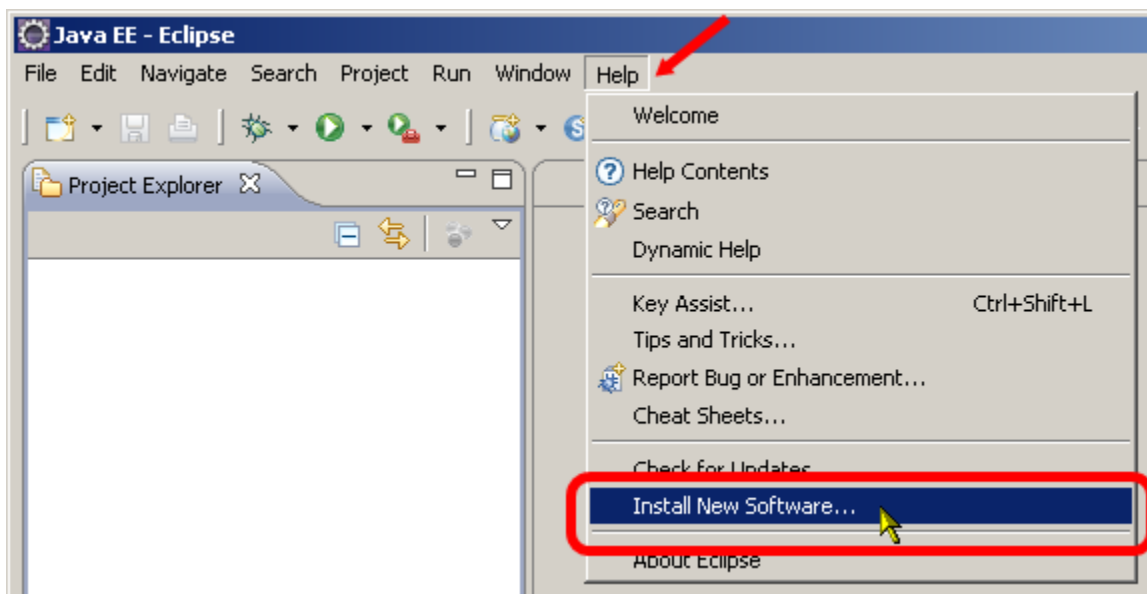 Java EE - Eclipse
File Edit Navigate Search Project Run Window Help
Welcome
Project Explorer
Help Contents
Search
Dynamic Help
Key Assist... Ctrl+Shift+L
Tips and Tricks...
Report Bug or Enhancement...
Cheat Sheets...
Check for Updates
Install New Software...
About Eclipse